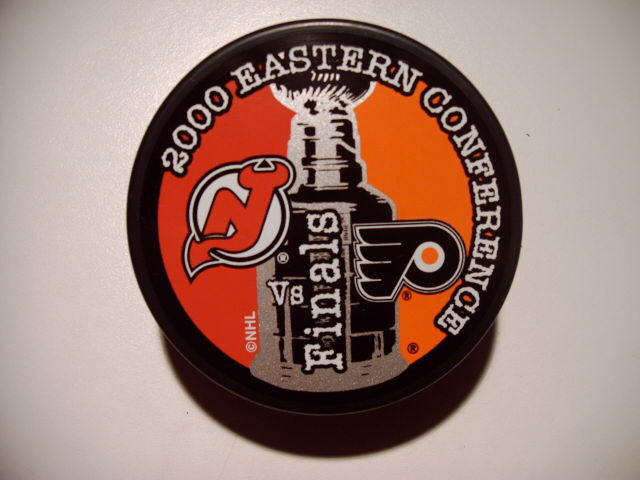 2000 EASTERN CONFERENCE
Finals
Vs
©NHL
®
®
®